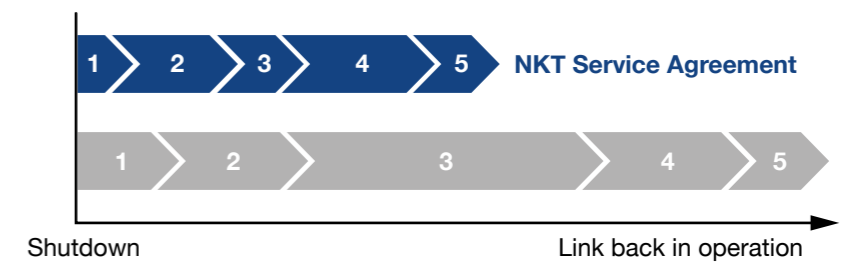 1 2 3 4 5 NKT Service Agreement
1 2 3 4 5
Shutdown Link back in operation